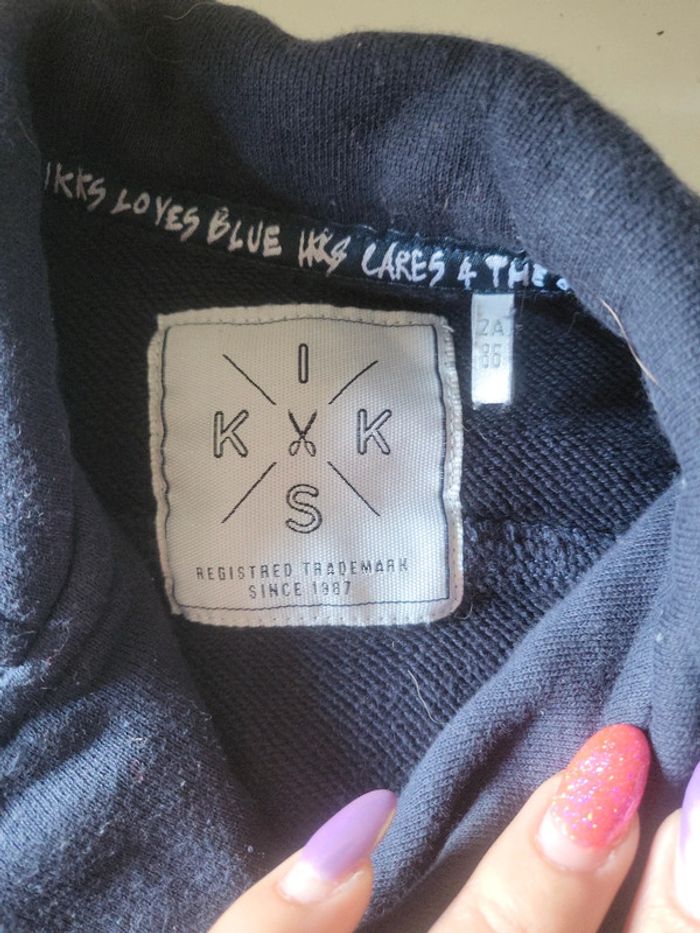 IKKS LOVES BLUE IKKS CARES 4 THE
2A
86
I
K K
S
REGISTRED TRADEMARK
SINCE 1987